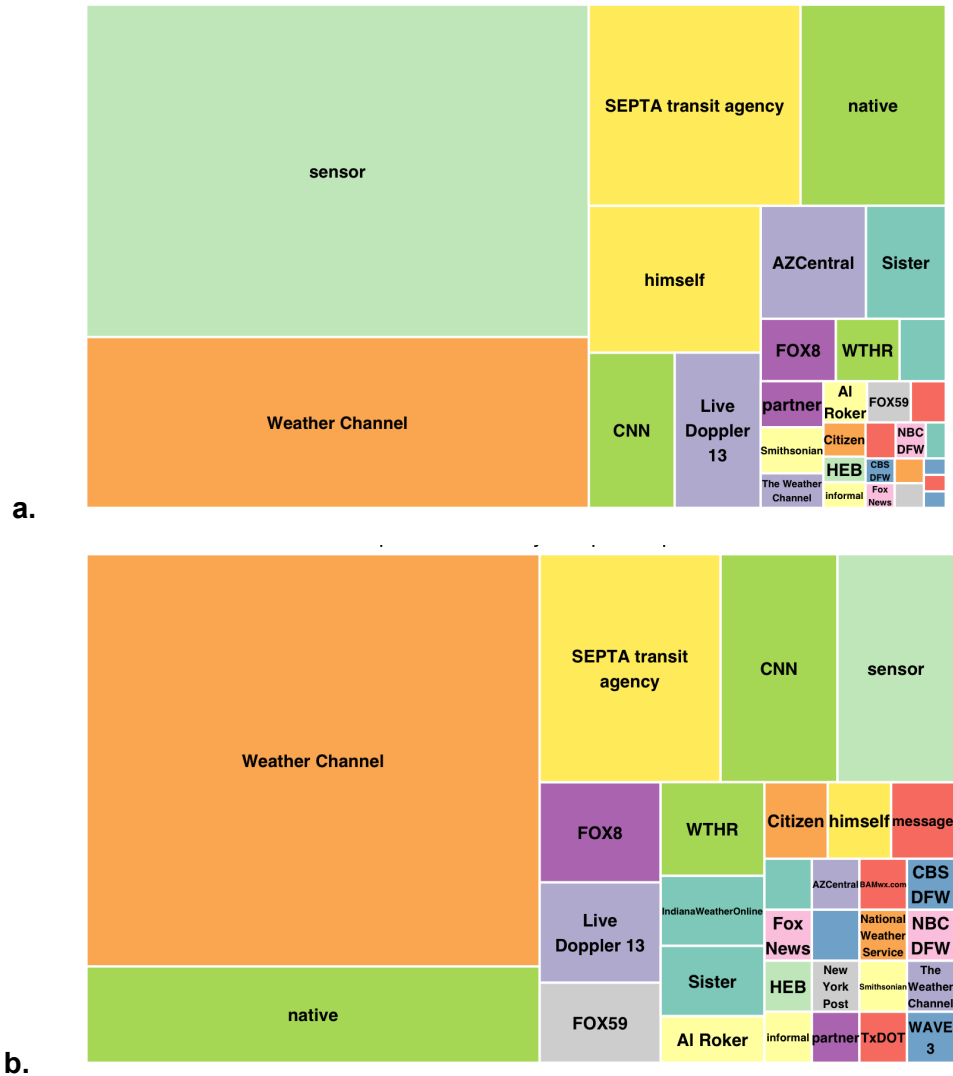 sensor
SEPTA transit agency
native
himself
AZCentral
Sister
FOX8
WTHR
Weather Channel
CNN
Live
Doppler
13
partner
Al
Roker
FOX59
Smithsonian
Citizen
NBC
DFW
HEB
CBS
DFW
The Weather
Channel
informal
Fox
News
a.
Weather Channel
SEPTA transit
agency
CNN
sensor
FOX8
WTHR
Citizen
himself
message
IndianaWeatherOnline
AZCentral
BAMwx.com
CBS
DFW
Live
Doppler 13
Fox
News
National
Weather
Service
NBC
DFW
Sister
HEB
New
York
Post
Smithsonian
The
Weather
Channel
native
FOX59
Al Roker
informal
partner
TxDOT
WAVE
3
b.